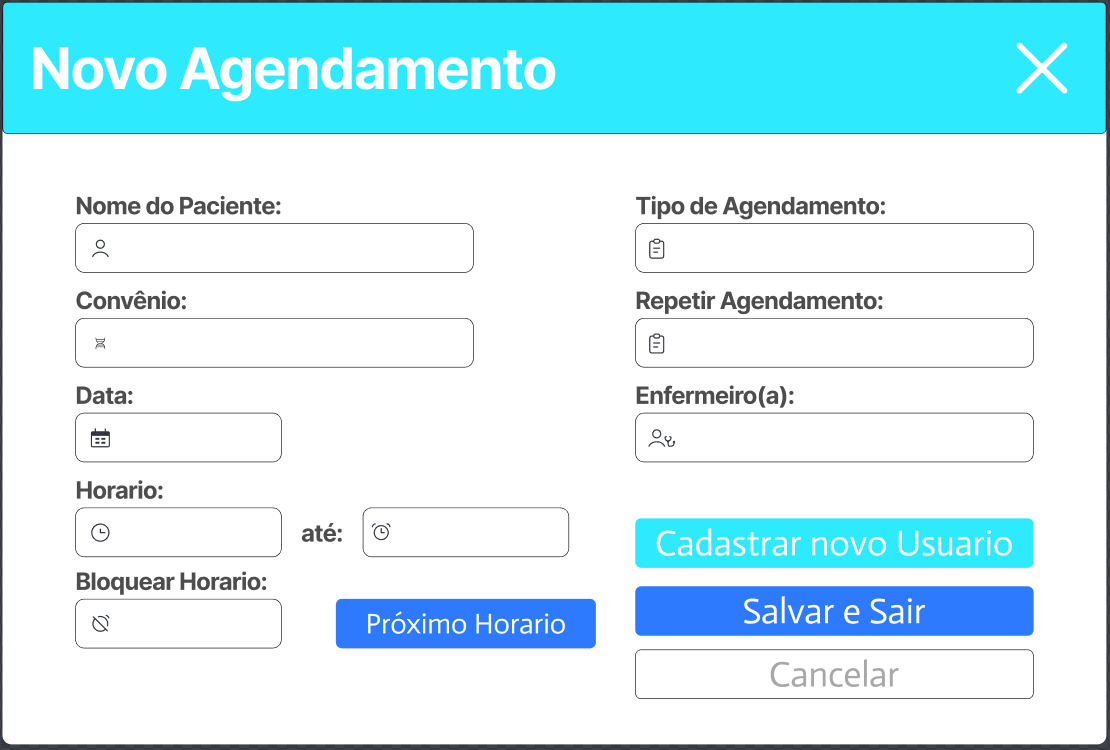 Novo Agendamento
Nome do Paciente:
Convênio:
Data:
Horario:
até:
Bloquear Horario:
Próximo Horario
Tipo de Agendamento:
Repetir Agendamento:
Enfermeiro(a):
Cadastrar novo Usuario
Salvar e Sair
Cancelar